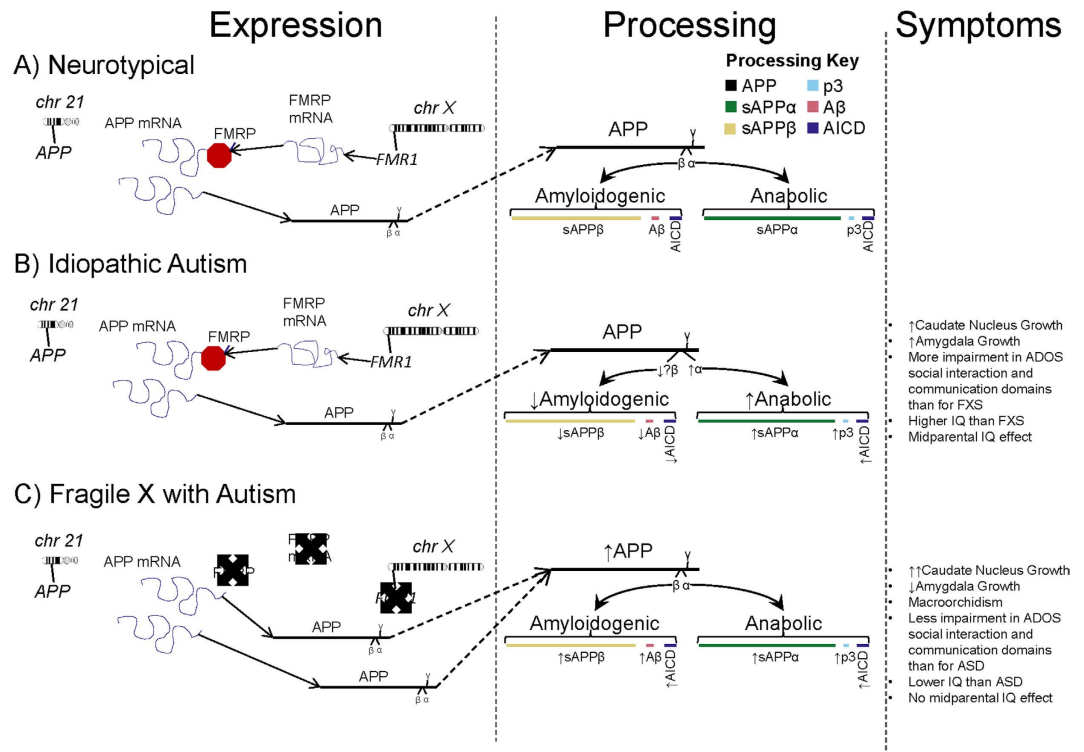 Expression
Processing
Symptoms
A) Neurotypical
chr 21
APP
APP mRNA
FMRP
FMRP
mRNA
chr X
FMR1
APP
γ
β α
Processing Key
APP
sAPPα
sAPPβ
p3
Aβ
AICD
APP
γ
β α
Amyloidogenic
Anabolic
sAPPβ
Aβ
AICD
sAPPα
p3
AICD
B) Idiopathic Autism
chr 21
APP
APP mRNA
FMRP
FMRP
mRNA
chr X
FMR1
APP
γ
β α
APP
γ
↓?β
↑α
↓Amyloidogenic
↑Anabolic
↓sAPPβ
↓Aβ
↓AICD
↑sAPPα
↑p3
↑AICD
• ↑Caudate Nucleus Growth
• ↑Amygdala Growth
• More impairment in ADOS
social interaction and
communication domains
than for FXS
• Higher IQ than FXS
• Midparental IQ effect
C) Fragile X with Autism
chr 21
APP
APP mRNA
mRNA
chr X
APP
γ
β α
APP
γ
β α
↑APP
γ
β α
Amyloidogenic
Anabolic
↑sAPPβ
↑Aβ
↑AICD
↑sAPPα
↑p3
↑AICD
• ↑↑Caudate Nucleus Growth
• ↓Amygdala Growth
• Macroorchidism
• Less impairment in ADOS
social interaction and
communication domains
than for ASD
• Lower IQ than ASD
• No midparental IQ effect